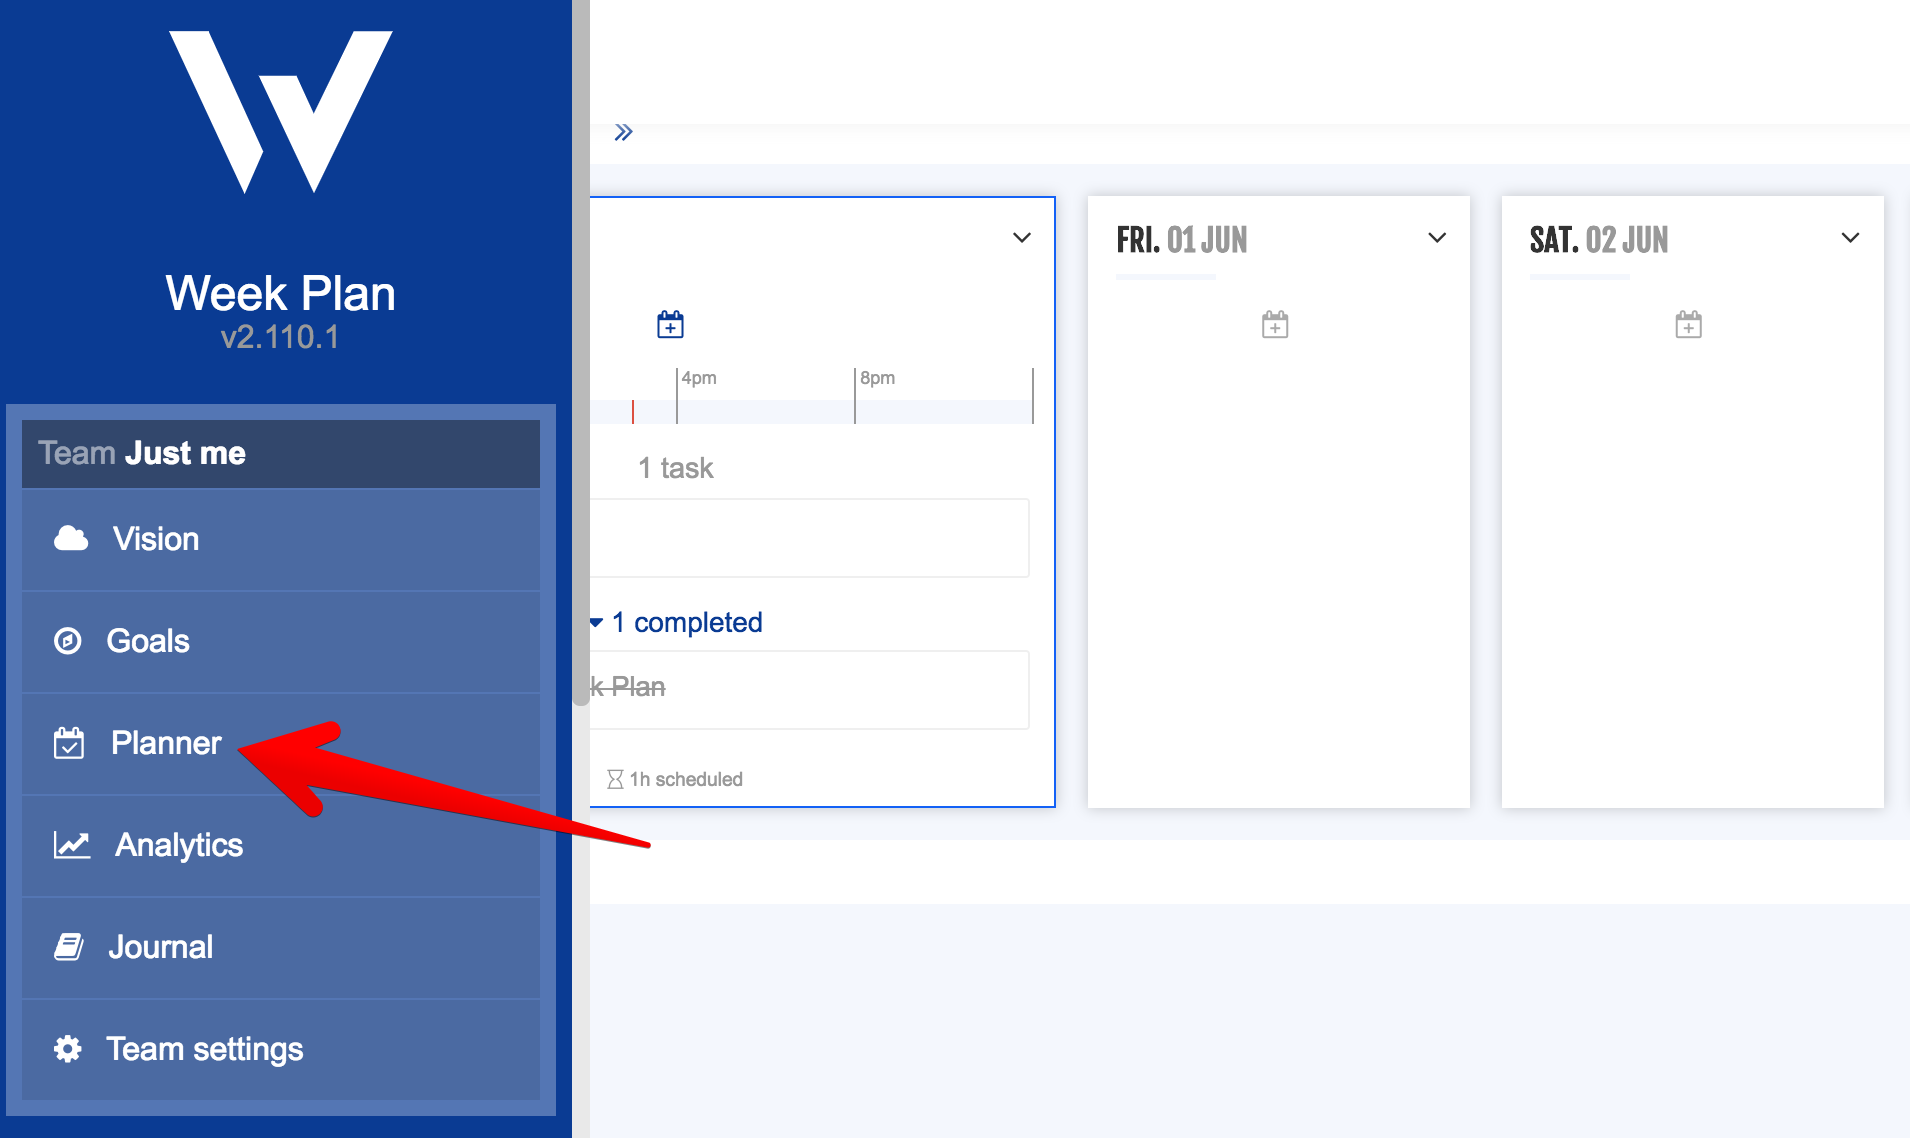 Week Plan
v2.110.1
Team Just me
Vision
Goals
Planner
Analytics
Journal
Team settings
4pm
8pm
1 task
1 completed
k Plan
1h scheduled
FRI. 01 JUN
SAT. 02 JUN